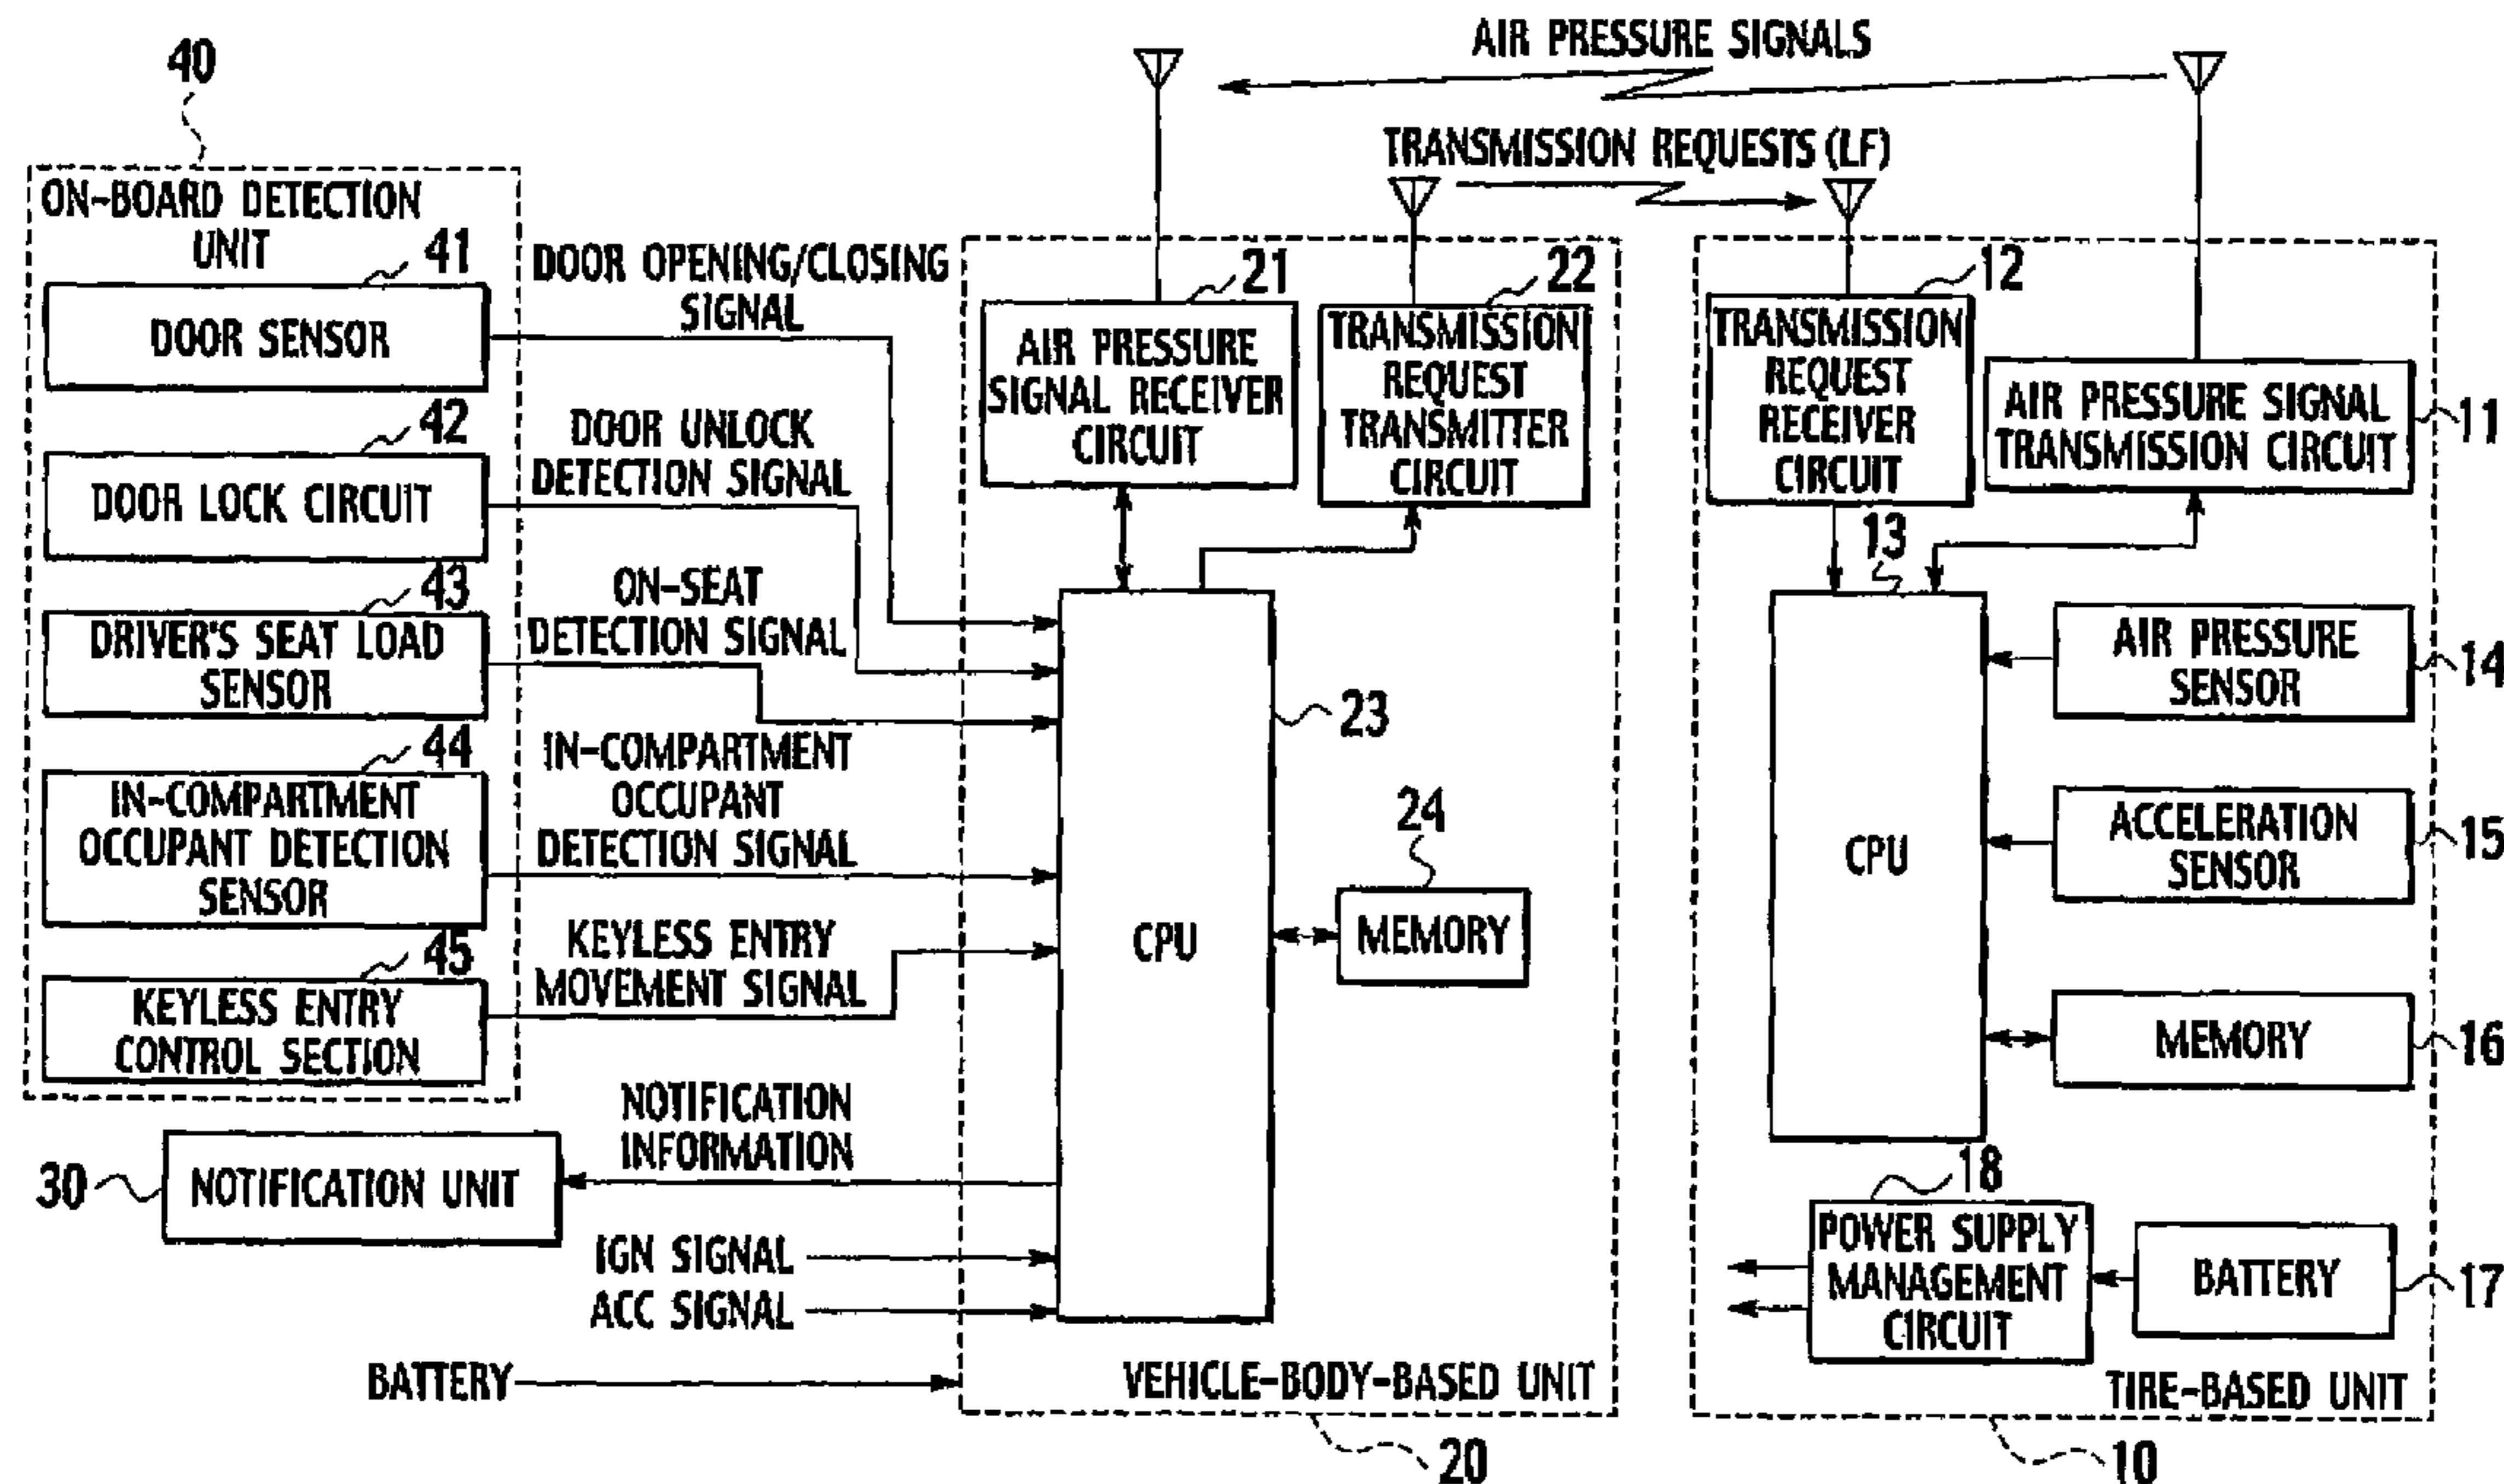 AIR PRESSURE SIGNALS
TRANSMISSION REQUESTS (LF)
40
ON-BOARD DETECTION
UNIT
41
DOOR SENSOR
42
DOOR LOCK CIRCUIT
43
DRIVER'S SEAT LOAD
SENSOR
44
IN-COMPARTMENT
OCCUPANT DETECTION
SENSOR
45
KEYLESS ENTRY
CONTROL SECTION
30
NOTIFICATION UNIT
DOOR OPENING/CLOSING
SIGNAL
DOOR UNLOCK
DETECTION SIGNAL
ON-SEAT
DETECTION SIGNAL
IN-COMPARTMENT
OCCUPANT
DETECTION SIGNAL
KEYLESS ENTRY
MOVEMENT SIGNAL
NOTIFICATION
INFORMATION
IGN SIGNAL
ACC SIGNAL
BATTERY
21
AIR PRESSURE
SIGNAL RECEIVER
CIRCUIT
22
TRANSMISSION
REQUEST
TRANSMITTER
CIRCUIT
23
CPU
24
MEMORY
VEHICLE-BODY-BASED UNIT
20
12
TRANSMISSION
REQUEST
RECEIVER
CIRCUIT
11
AIR PRESSURE SIGNAL
TRANSMISSION CIRCUIT
13
CPU
AIR PRESSURE
SENSOR
14
ACCELERATION
SENSOR
15
MEMORY
16
18
POWER SUPPLY
MANAGEMENT
CIRCUIT
BATTERY
17
TIRE-BASED UNIT
10